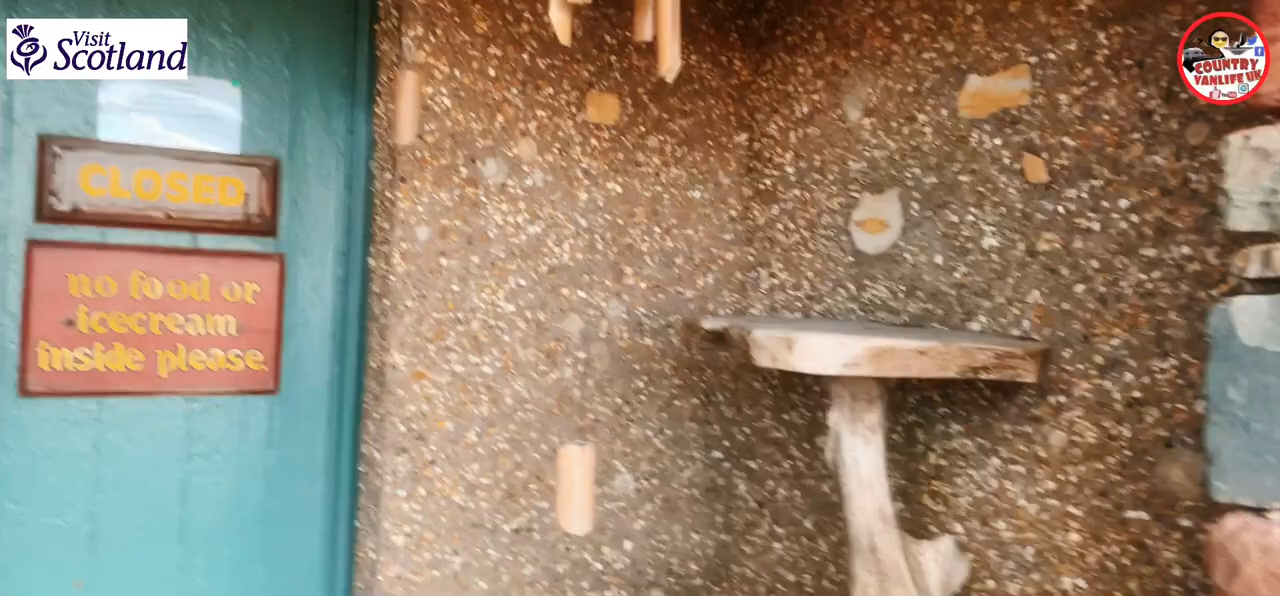 Visit
Scotland
COUNTRY
VANLIFE UK
CLOSED
no food or
icecream
inside please